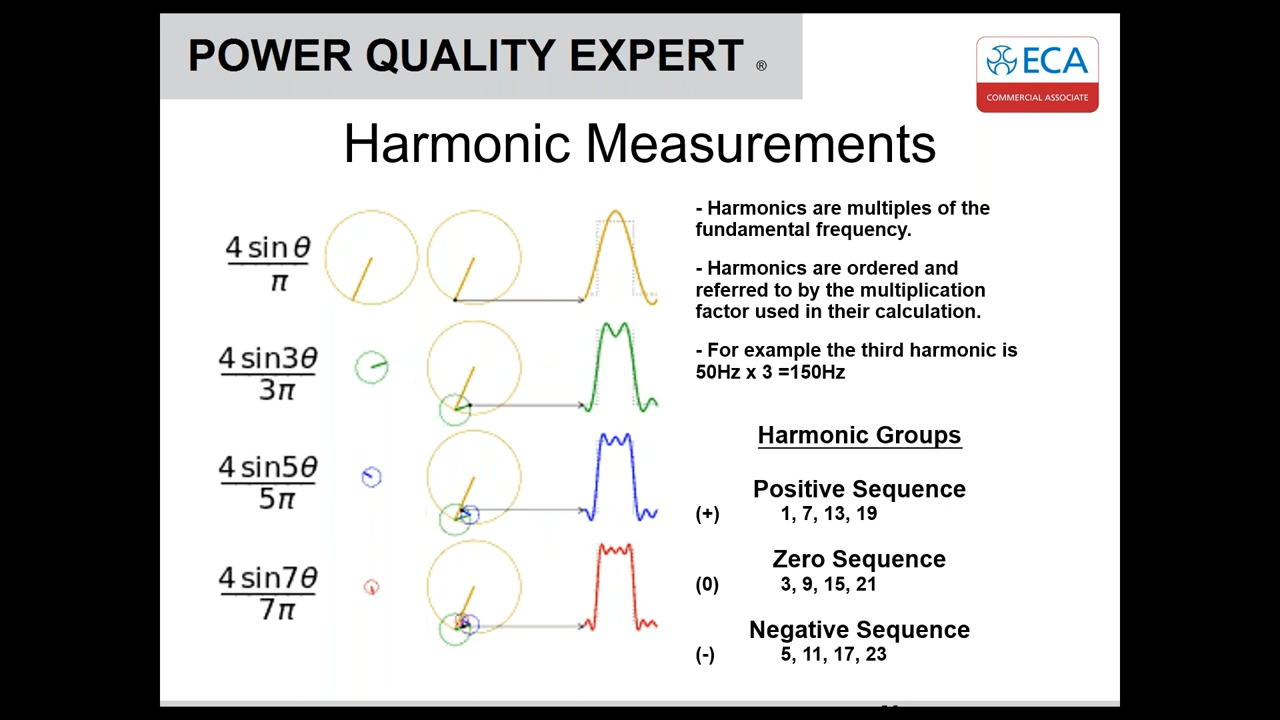 POWER QUALITY EXPERT ®
ECA
COMMERCIAL ASSOCIATE
Harmonic Measurements
4 sin θ
π
4 sin3θ
3π
4 sin5θ
5π
4 sin7θ
7π
- Harmonics are multiples of the
fundamental frequency.
- Harmonics are ordered and
referred to by the multiplication
factor used in their calculation.
- For example the third harmonic is
50Hz x 3 =150Hz
Harmonic Groups
Positive Sequence
(+) 1, 7, 13, 19
Zero Sequence
(0) 3, 9, 15, 21
Negative Sequence
(-) 5, 11, 17, 23